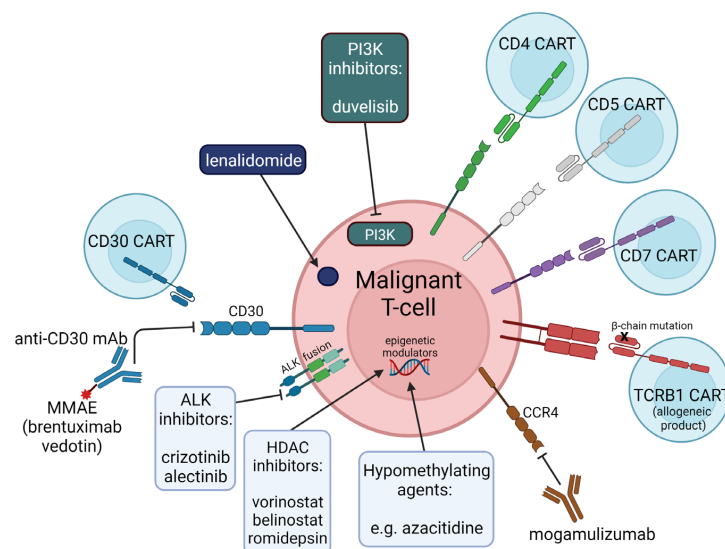 PI3K
inhibitors:
duvelisib
CD4 CART
CD5 CART
lenalidomide
PI3K
CD30 CART
CD7 CART
Malignant
T-cell
CD30
anti-CD30 mAb
β-chain mutation
X
ALK fusion
epigenetic
modulators
TCRB1 CART
(allogeneic
product)
MMAE
(brentuximab
vedotin)
ALK
inhibitors:
crizotinib
alectinib
CCR4
HDAC
inhibitors:
vorinostat
belinostat
romidepsin
Hypomethylating
agents:
e.g. azacitidine
mogamulizumab